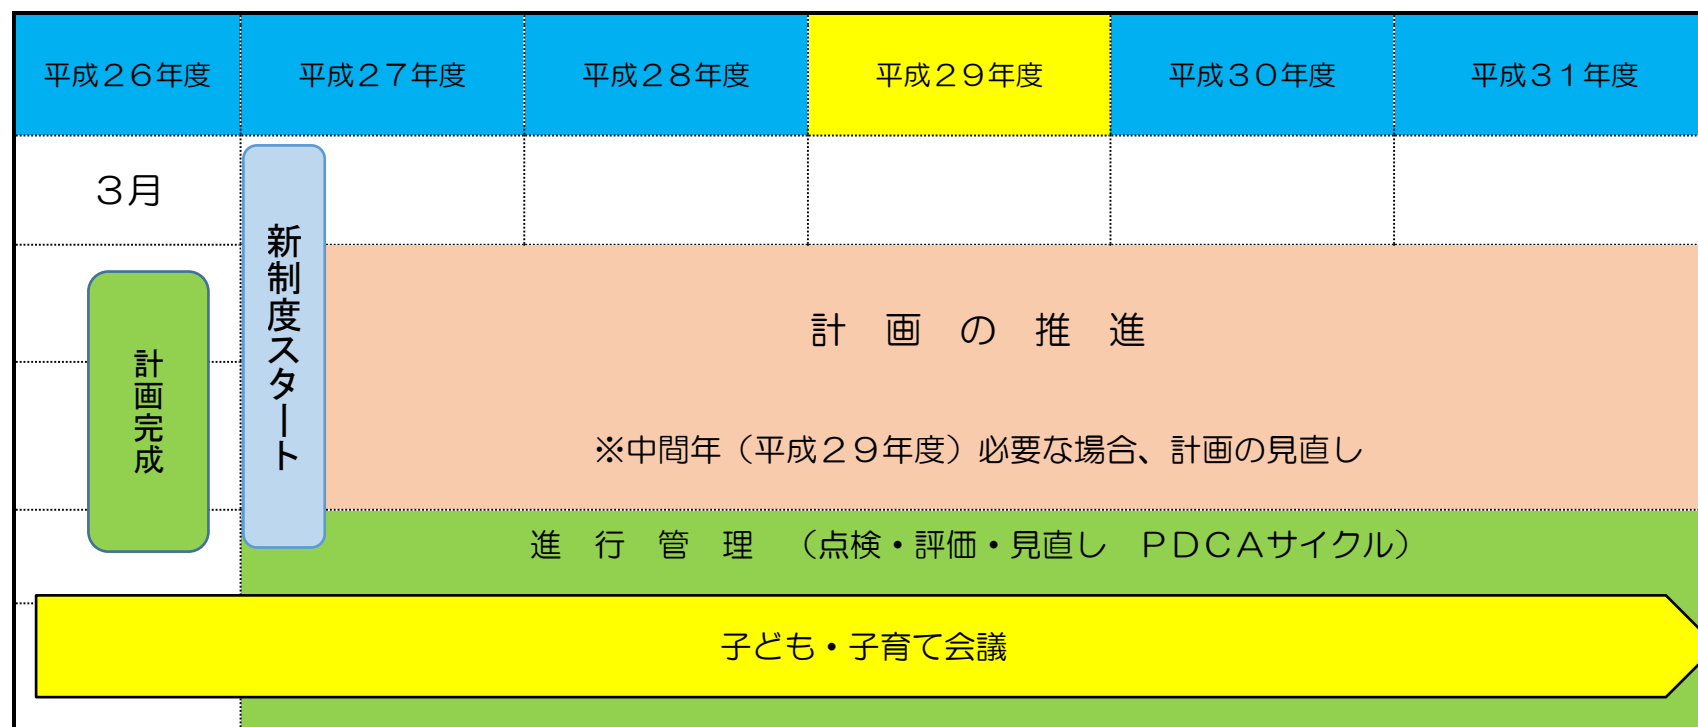 平成２６年度
平成２７年度
平成２８年度
平成２９年度
平成３０年度
平成３１年度
３月
新制度スタート
計画完成
計　画　の　推　進
※中間年（平成２９年度）必要な場合、計画の見直し
進　行　管　理　（点検・評価・見直し　ＰＤＣＡサイクル）
子ども・子育て会議